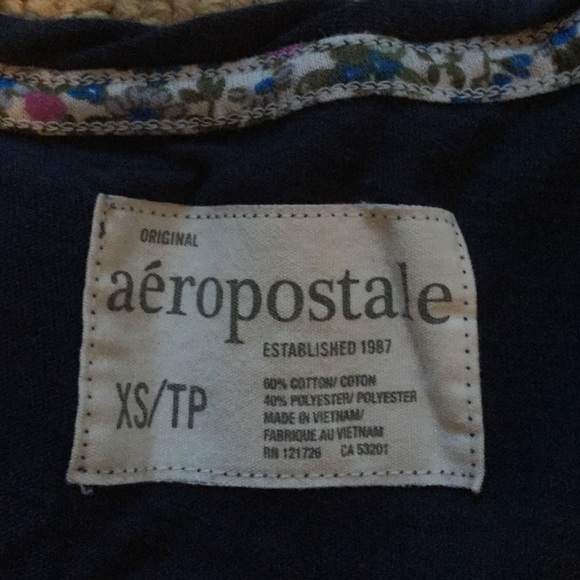 ORIGINAL
aéropostale
ESTABLISHED 1987
XS/TP
60% COTTON/ COTON
40% POLYESTER/ POLYESTER
MADE IN VIETNAM/
FABRIQUE AU VIETNAM
RN 121726 CA 53201